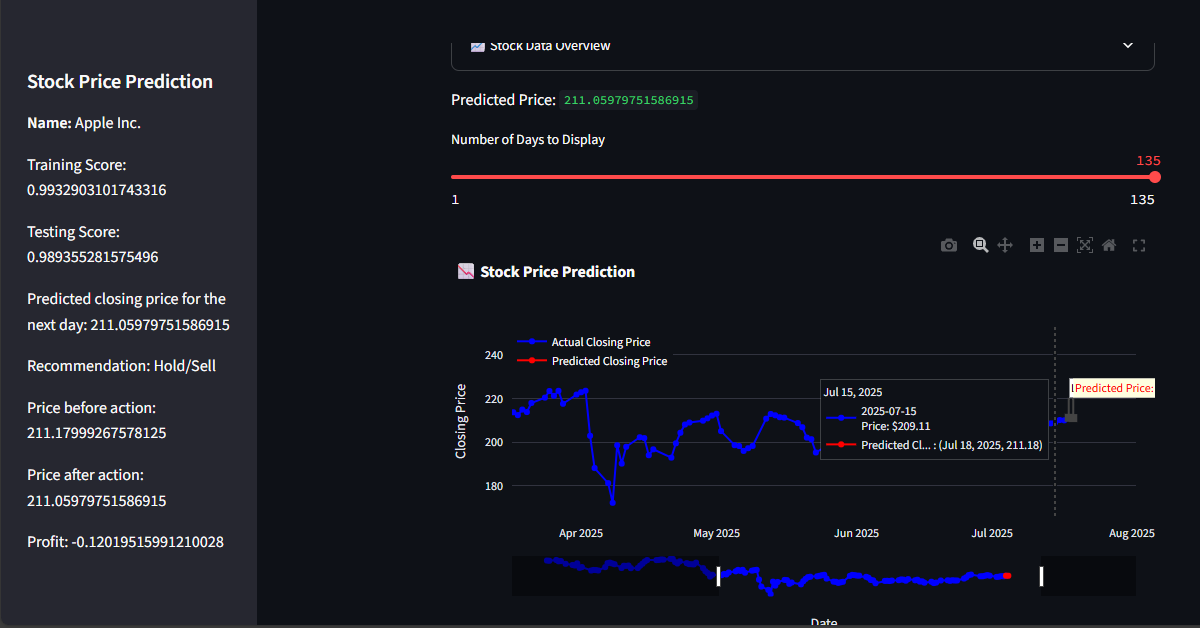 Stock Price Prediction
Name: Apple Inc.
Training Score:
0.9932903101743316
Testing Score:
0.989355281575496
Predicted closing price for the
next day: 211.05979751586915
Recommendation: Hold/Sell
Price before action:
211.17999267578125
Price after action:
211.05979751586915
Profit: -0.12019515991210028
Stock Data Overview
Predicted Price: 211.05979751586915
Number of Days to Display
135
1
135
Stock Price Prediction
Actual Closing Price
Predicted Closing Price
Closing Price
240
220
200
180
Jul 15, 2025
2025-07-15
Price: $209.11
Predicted Cl... : (Jul 18, 2025, 211.18)
Predicted Price:
Apr 2025
May 2025
Jun 2025
Jul 2025
Aug 2025
Date